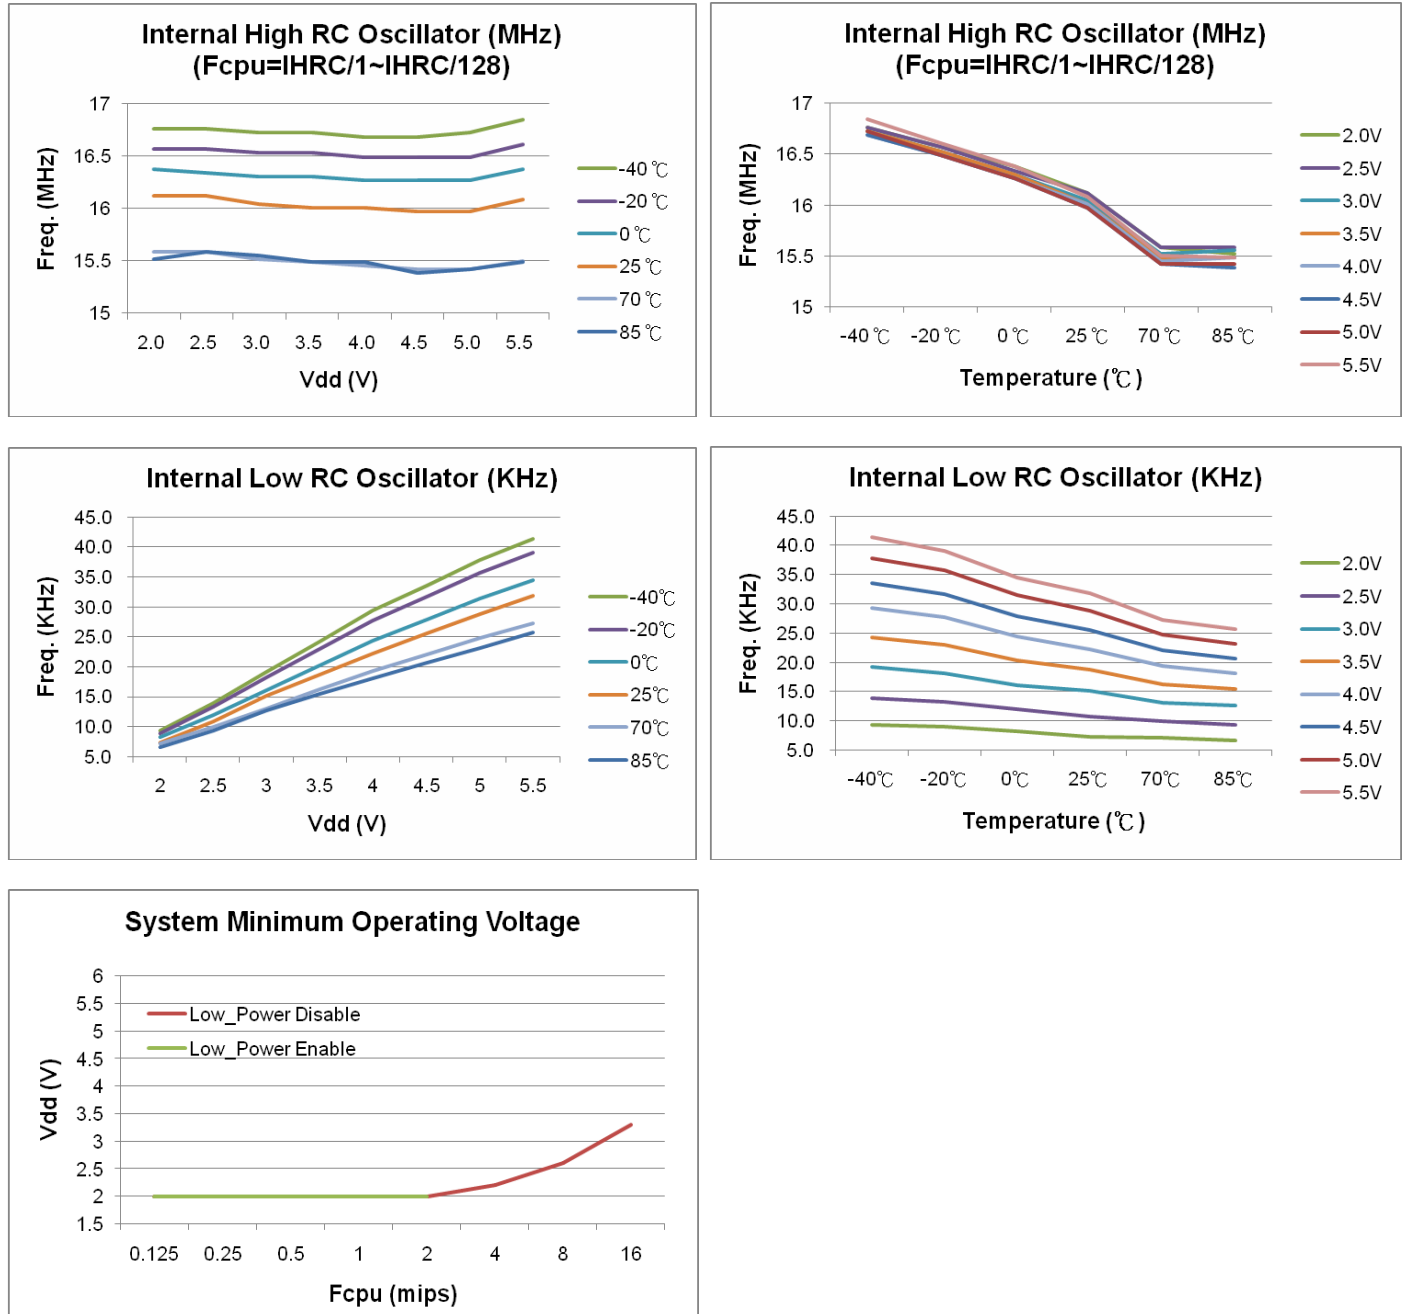 Internal High RC Oscillator (MHz)
(Fcpu=IHRC/1~IHRC/128)
Freq. (MHz)
17
16.5
16
15.5
15
2.0 2.5 3.0 3.5 4.0 4.5 5.0 5.5
Vdd (V)
-40℃
-20℃
0℃
25℃
70℃
85℃
Internal High RC Oscillator (MHz)
(Fcpu=IHRC/1~IHRC/128)
Freq. (MHz)
17
16.5
16
15.5
15
-40℃ -20℃ 0℃ 25℃ 70℃ 85℃
Temperature (℃)
2.0V
2.5V
3.0V
3.5V
4.0V
4.5V
5.0V
5.5V
Internal Low RC Oscillator (KHz)
Freq. (KHz)
45.0
40.0
35.0
30.0
25.0
20.0
15.0
10.0
5.0
2 2.5 3 3.5 4 4.5 5 5.5
Vdd (V)
-40℃
-20℃
0℃
25℃
70℃
85℃
Internal Low RC Oscillator (KHz)
Freq. (KHz)
45.0
40.0
35.0
30.0
25.0
20.0
15.0
10.0
5.0
-40℃ -20℃ 0℃ 25℃ 70℃ 85℃
Temperature (℃)
2.0V
2.5V
3.0V
3.5V
4.0V
4.5V
5.0V
5.5V
System Minimum Operating Voltage
Vdd (V)
6
5.5
5
4.5
4
3.5
3
2.5
2
1.5
Low_Power Disable
Low_Power Enable
0.125 0.25 0.5 1 2 4 8 16
Fcpu (mips)